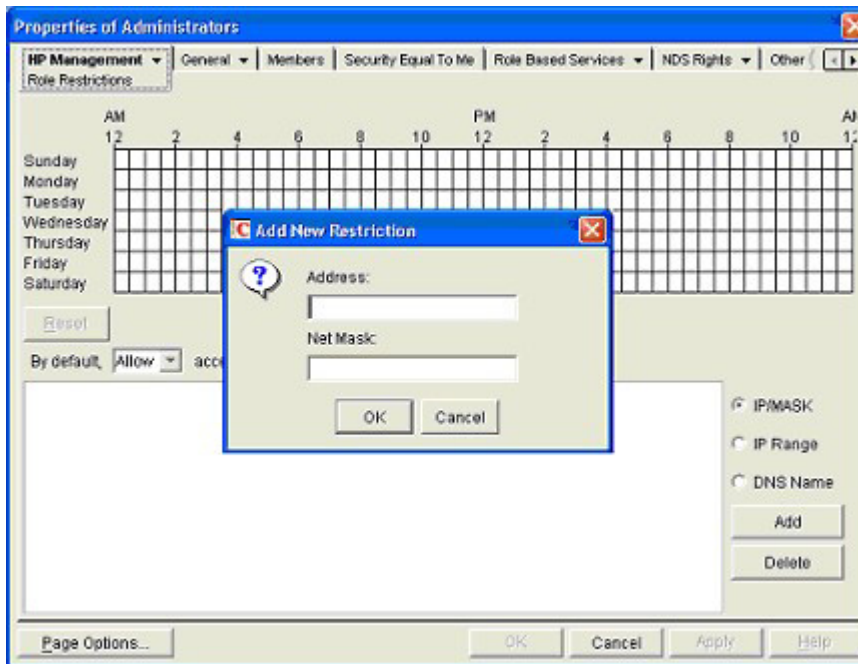 Properties of Administrators
HP Management General Members Security Equal To Me Role Based Services NDS Rights Other
Role Restrictions
AM PM AM
12 2 4 6 8 10 12 2 4 6 8 10 12
Sunday
Monday
Tuesday
Wednesday
Thursday
Friday
Saturday
Reset
Add New Restriction
Address:
Net Mask:
OK Cancel
By default, Allow
IP/MASK
IP Range
DNS Name
Add
Delete
Page Options... OK Cancel Apply Help